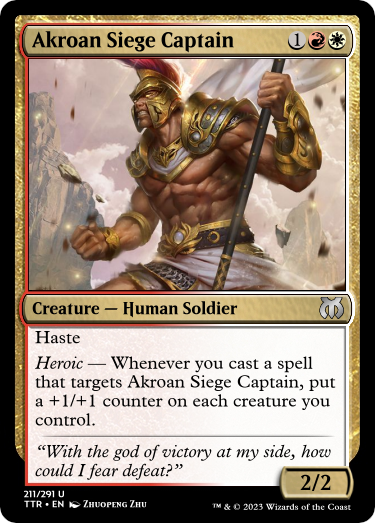 Akroan Siege Captain 1
Creature — Human Soldier
Haste
Heroic — Whenever you cast a spell
that targets Akroan Siege Captain, put
a +1/+1 counter on each creature you
control.
“With the god of victory at my side, how
could I fear defeat?”
2/2
211/291 U
TTR • EN Zhuopeng Zhu
™ & © 2023 Wizards of the Coast